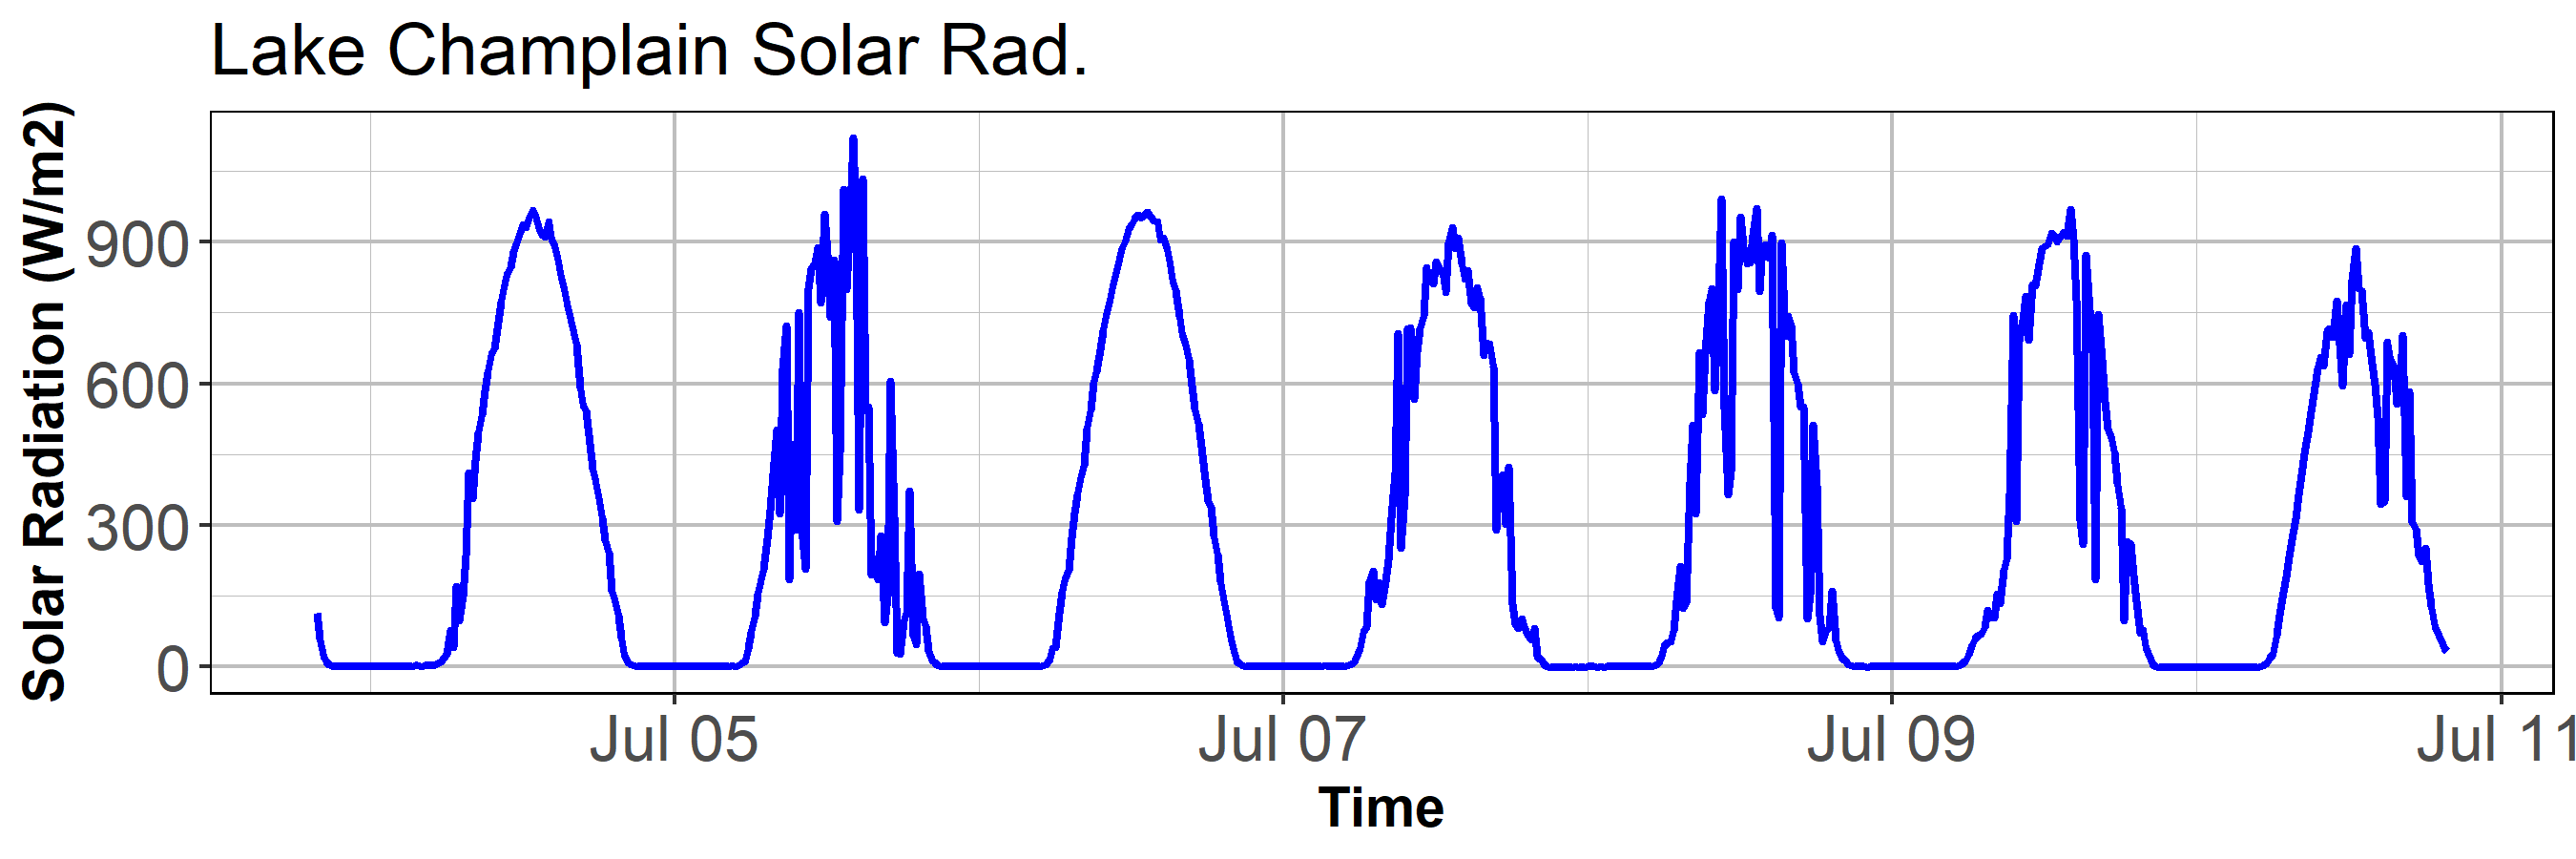 Lake Champlain Solar Rad.
Solar Radiation (W/m2)
900
600
300
0
Jul 05 Jul 07 Jul 09 Jul 11
Time